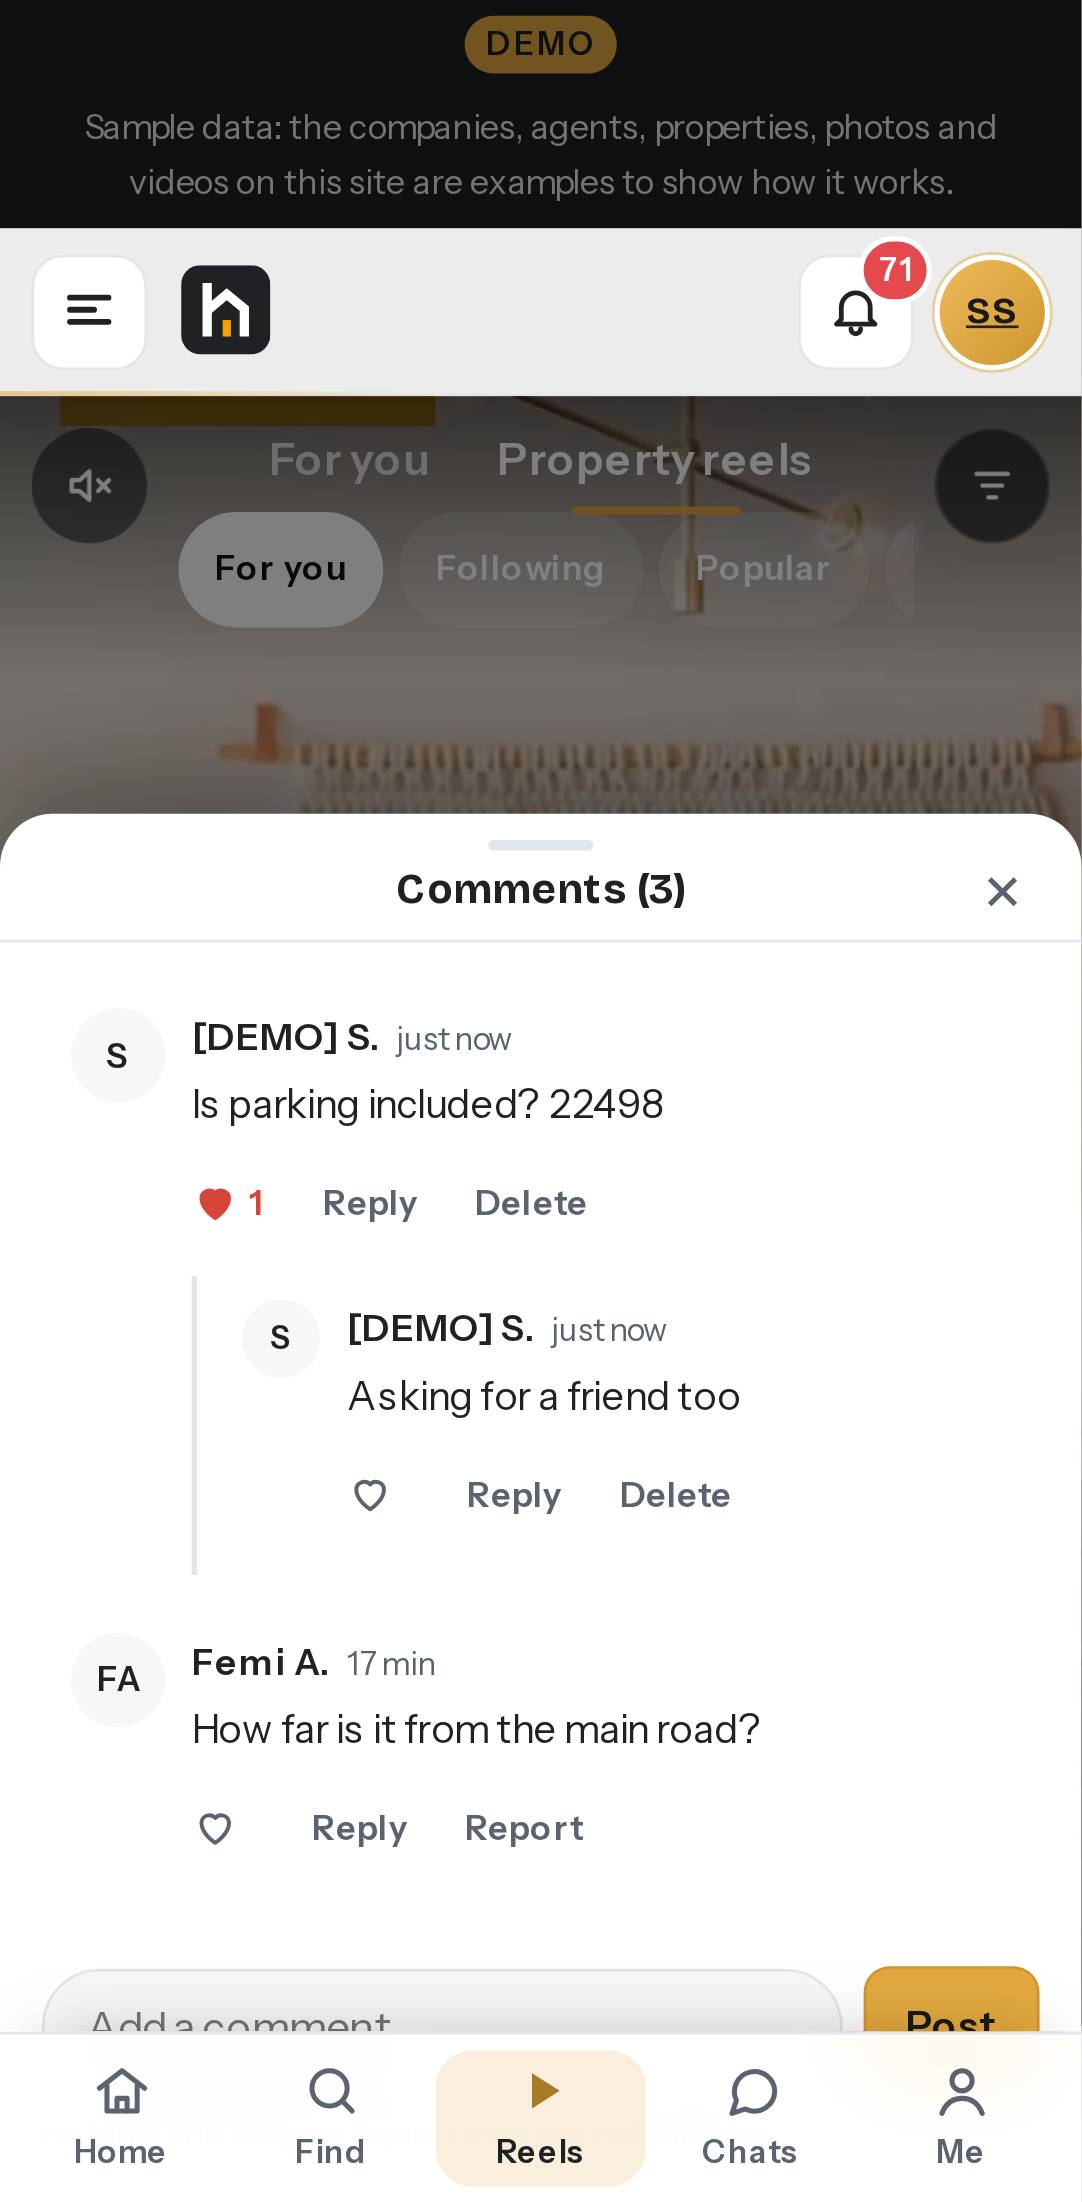 DEMO
Sample data: the companies, agents, properties, photos and
videos on this site are examples to show how it works.
71
SS
For you
Property reels
For you
Following
Popular
Comments (3)
S
[DEMO] S. just now
Is parking included? 22498
1 Reply Delete
S
[DEMO] S. just now
Asking for a friend too
Reply Delete
FA
Femi A. 17 min
How far is it from the main road?
Reply Report
Add a comment
Post
Home
Find
Reels
Chats
Me